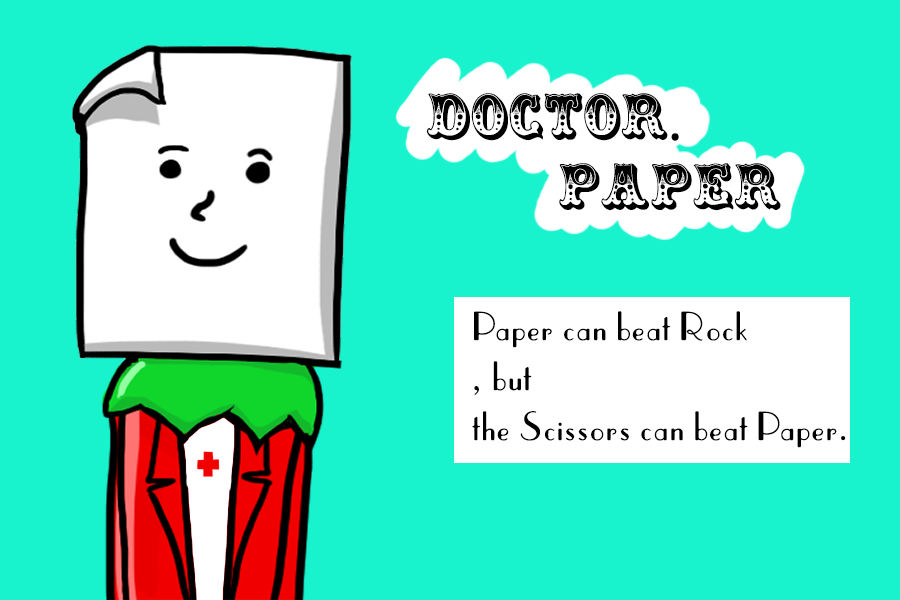 DOCTOR.
PAPER
Paper can beat Rock
, but
the Scissors can beat Paper.